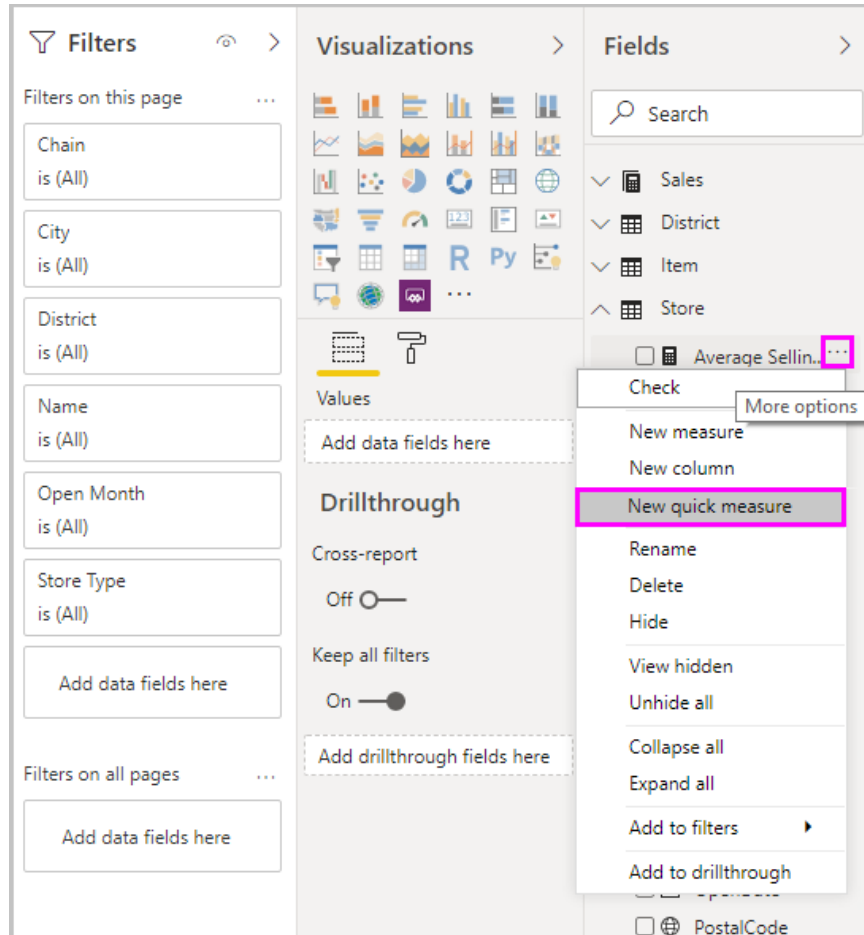 Filters
Filters on this page
...
Chain
is (All)
City
is (All)
District
is (All)
Name
is (All)
Open Month
is (All)
Store Type
is (All)
Add data fields here
Filters on all pages
...
Add data fields here
Visualizations
123
R
Py
...
Values
Add data fields here
Drillthrough
Cross-report
Off
Keep all filters
On
Add drillthrough fields here
Fields
Search
Sales
District
Item
Store
Average Sellin...
...
More options
Check
New measure
New column
New quick measure
Rename
Delete
Hide
View hidden
Unhide all
Collapse all
Expand all
Add to filters
Add to drillthrough
PostalCode